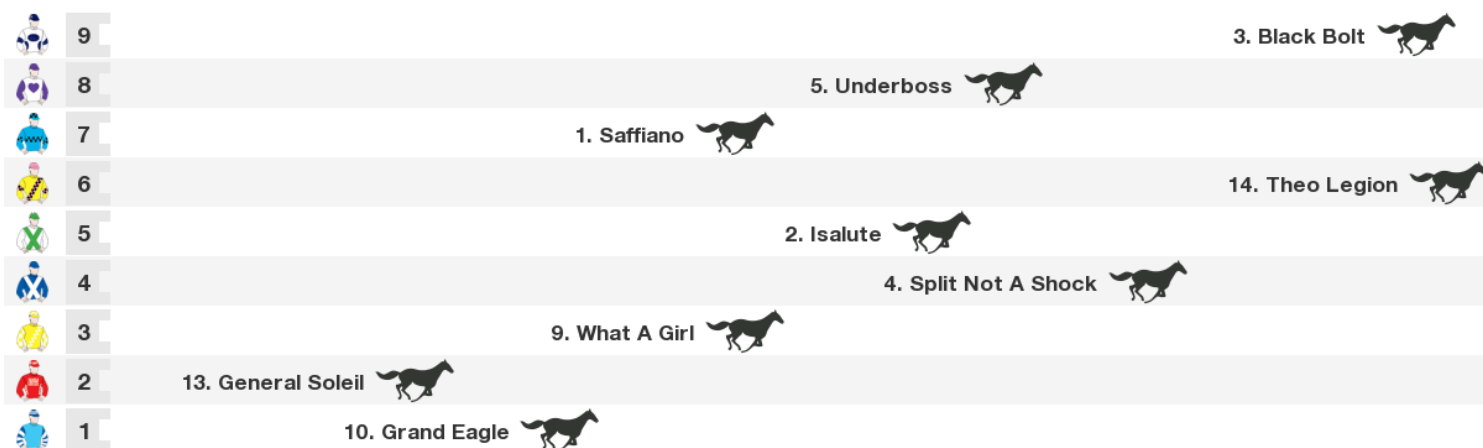 9 3. Black Bolt
8 5. Underboss
7 1. Saffiano
6 14. Theo Legion
5 2. Isalute
4 4. Split Not A Shock
3 9. What A Girl
2 13. General Soleil
1 10. Grand Eagle